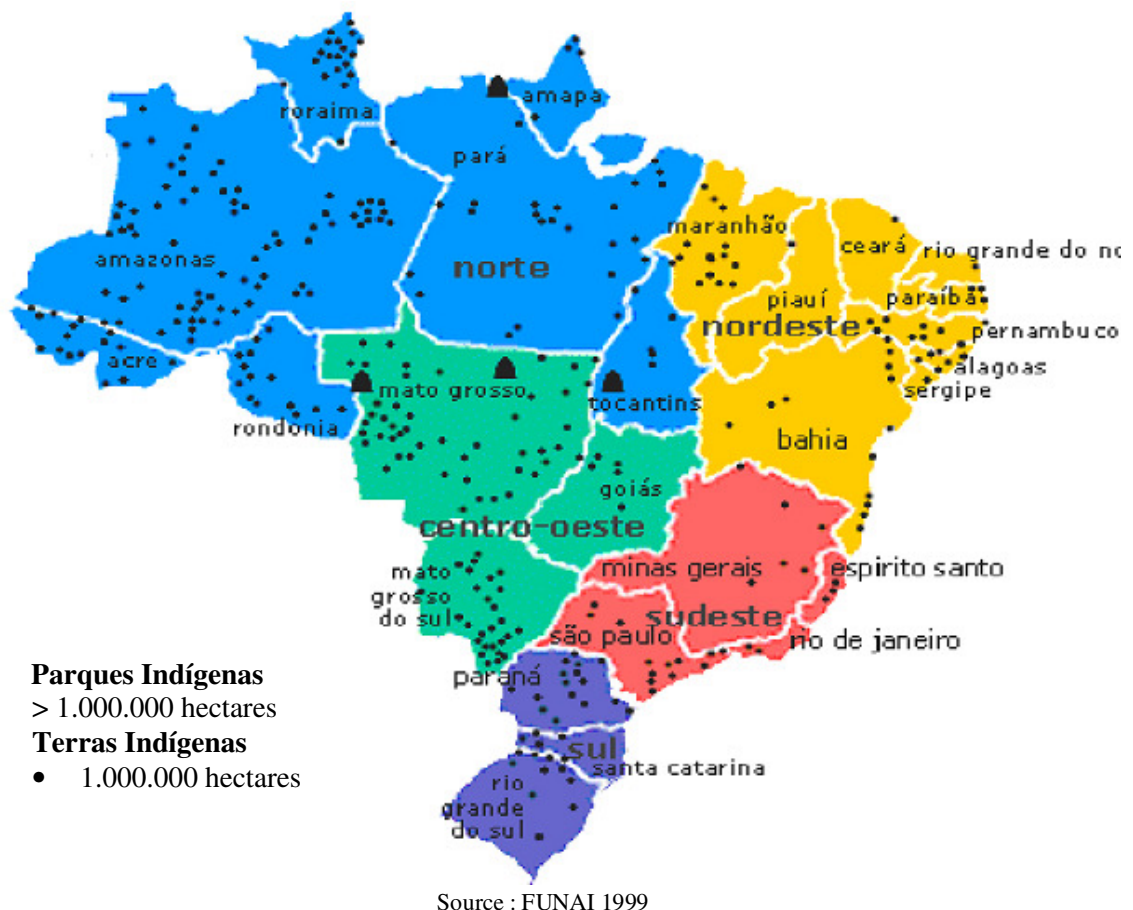 roraima
amapa
pará
maranhão
ceará
rio grande do no
amazonas
norte
piauí
paraíba
nordeste
pernambuco
acre
alagoas
mato grosso
tocantins
sergipe
rondonia
bahia
goiás
centro-oeste
mato
grosso
do sul
minas gerais
espirito santo
sudeste
são paulo
rio de janeiro
paraná
Parques Indígenas
> 1.000.000 hectares
Terras Indígenas
• 1.000.000 hectares
sul
santa catarina
rio
grande
do sul
Source : FUNAI 1999